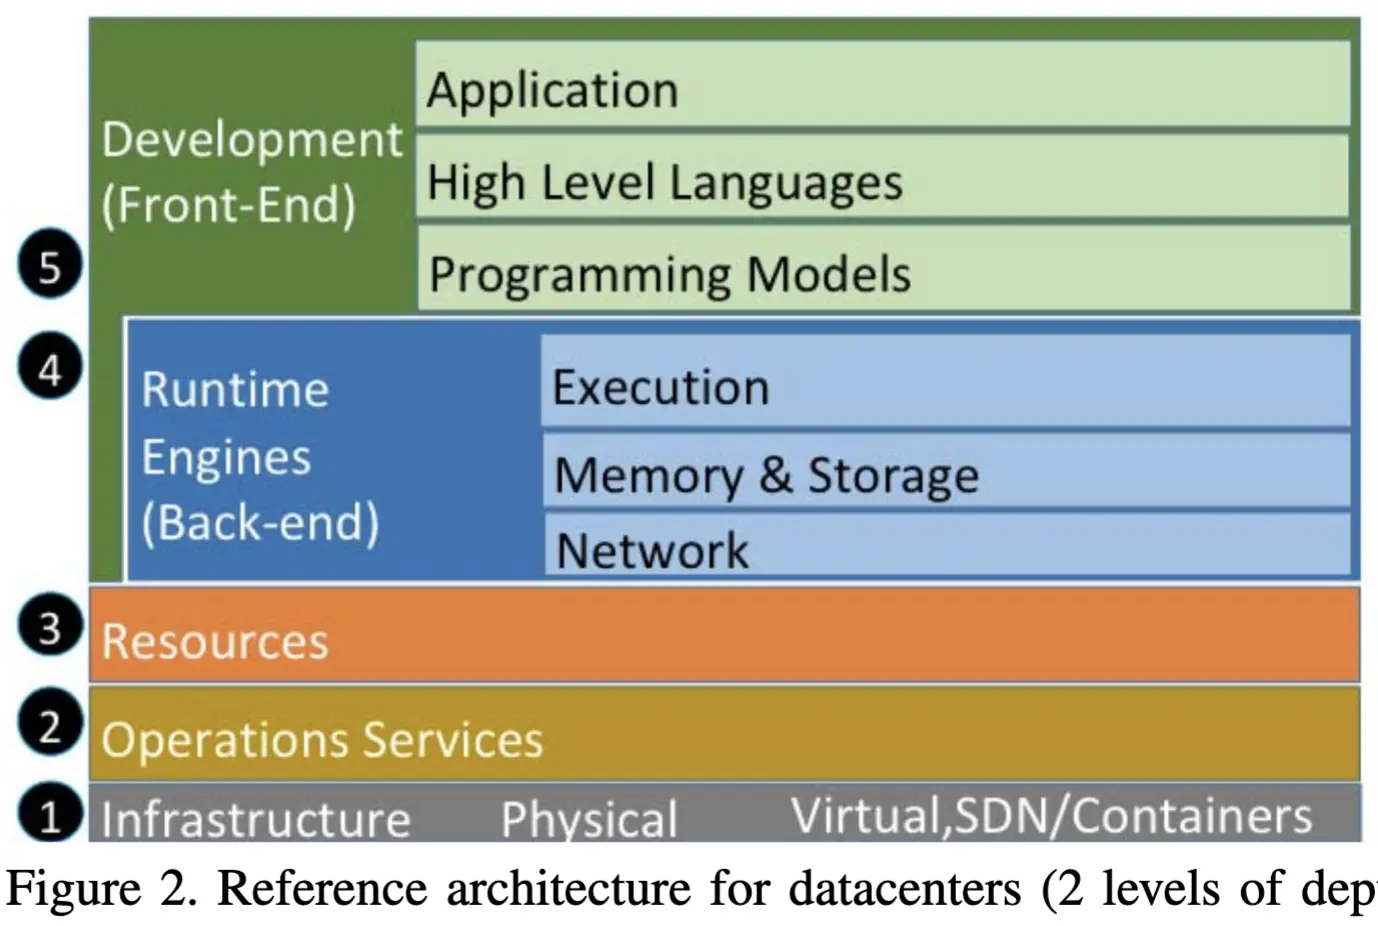 Application
Development
(Front-End)
High Level Languages
5
Programming Models
4
Runtime
Engines
(Back-end)
Execution
Memory & Storage
Network
3
Resources
2
Operations Services
1
Infrastructure Physical Virtual,SDN/Containers
Figure 2. Reference architecture for datacenters (2 levels of